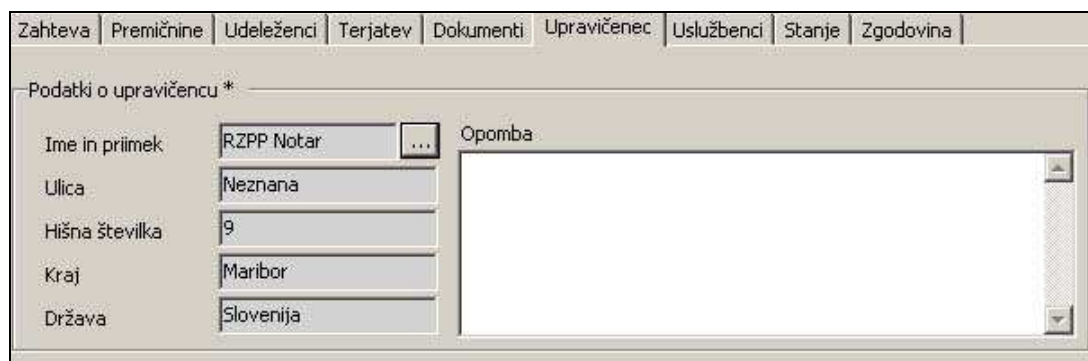 Zahteva Premičnine Udeleženci Terjatev Dokumenti Upravičenec Uslužbenci Stanje Zgodovina
Podatki o upravičencu *
Ime in priimek RZPP Notar ... Opomba
Ulica Neznana
Hišna številka 9
Kraj Maribor
Država Slovenija